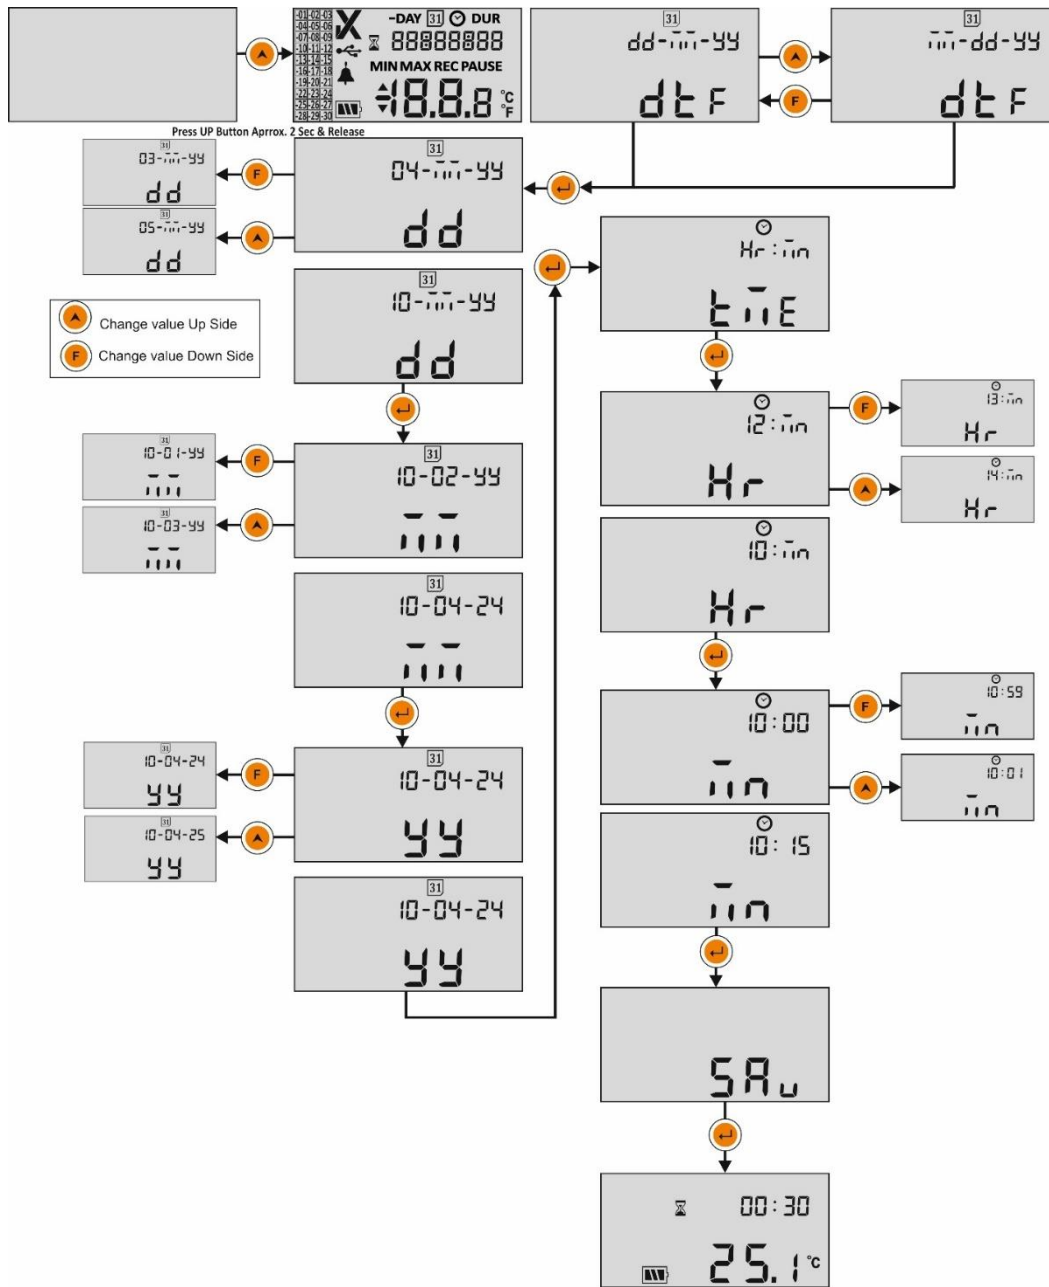 -01-02-03
-04-05-06
-07-08-09
-10-11-12
-13-14-15
-16-17-18
-19-20-21
-22-23-24
-25-26-27
-28-29-30
-DAY 31 DUR
88888888
MIN MAX REC PAUSE
18.8.8 °C °F
31
dd-mm-yy
dtF
31
mm-dd-yy
dtF
F
Press UP Button Aprrox. 2 Sec & Release
31
03-mm-yy
dd
F
31
04-mm-yy
dd
31
05-mm-yy
dd
31
10-mm-yy
dd
Change value Up Side
F Change value Down Side
31
10-01-yy
mm
F
31
10-02-yy
mm
31
10-03-yy
mm
31
10-04-24
mm
31
10-04-24
yy
F
31
10-04-24
yy
31
10-04-25
yy
31
10-04-24
yy
Hr:mn
tmE
12:mn
Hr
F
13:mn
Hr
14:mn
Hr
10:mn
Hr
10:00
mn
F
10:59
mn
10:01
mn
10:15
mn
SAu
00:30
25.1 °C